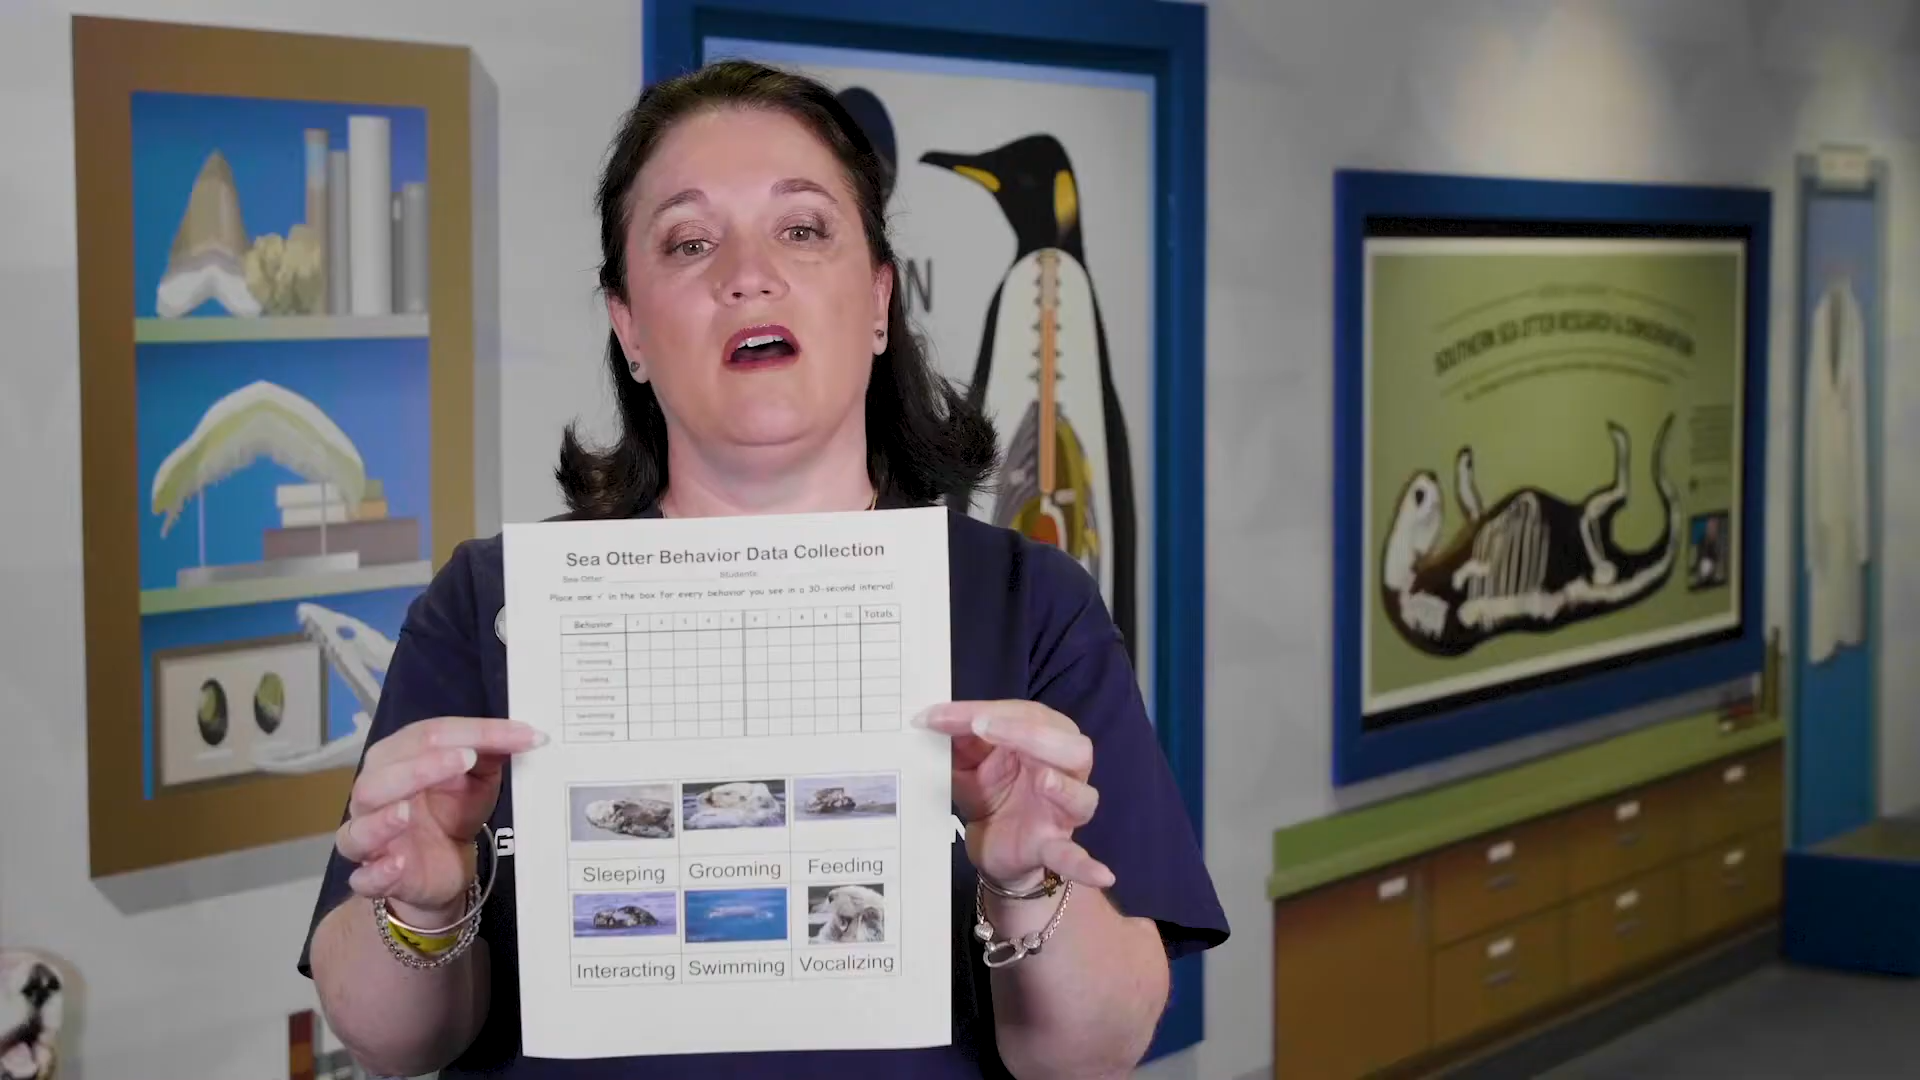 N
SOUTHERN SEA OTTER RESEARCH & CONSERVATION
Sea Otter Behavior Data Collection
Sea Otter: Students:
Place one ✓ in the box for every behavior you see in a 30-second interval
Behavior 1 2 3 4 5 6 7 8 9 10 Totals
Sleeping
Grooming
Feeding
Interacting
Swimming
Vocalizing
G N
Sleeping Grooming Feeding
Interacting Swimming Vocalizing